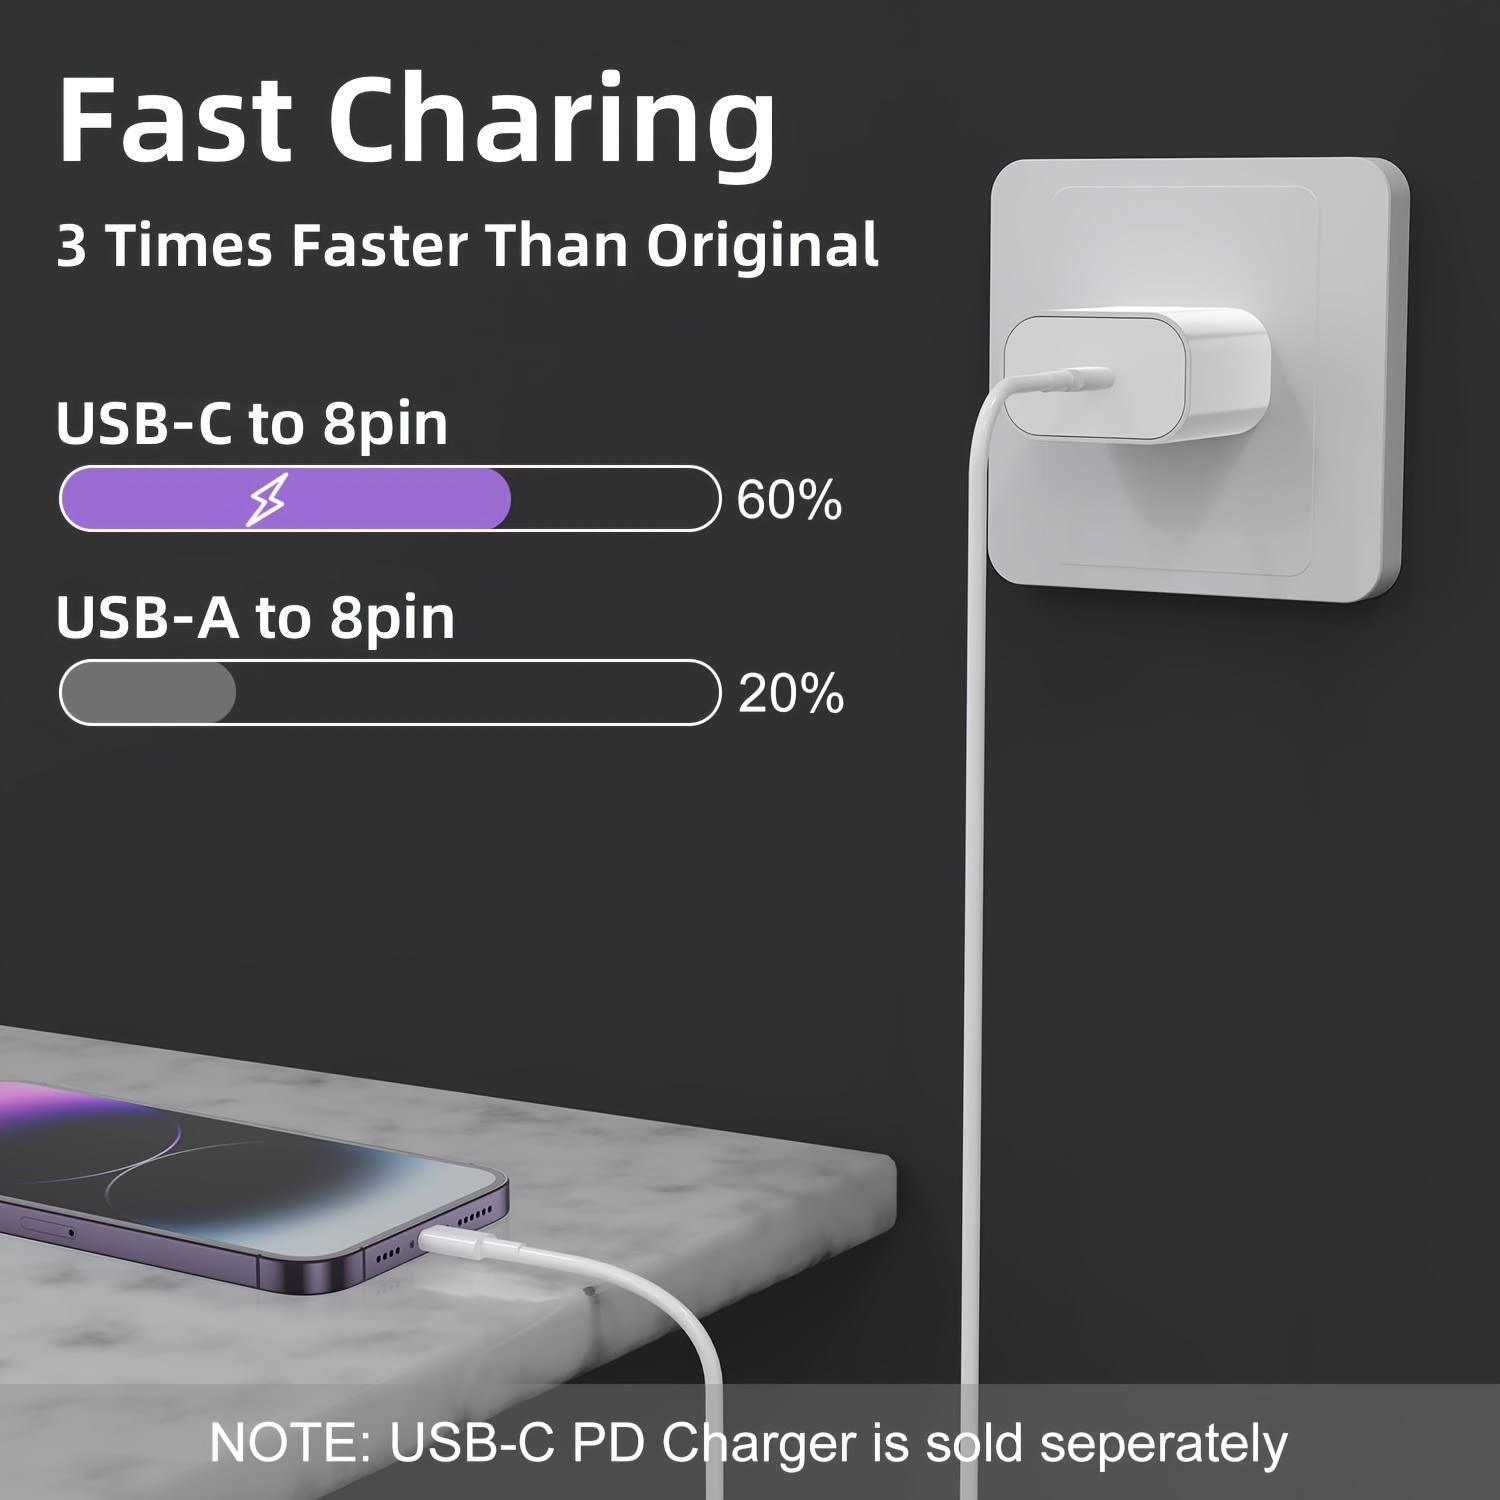 Fast Charing
3 Times Faster Than Original
USB-C to 8pin
60%
USB-A to 8pin
20%
NOTE: USB-C PD Charger is sold seperately